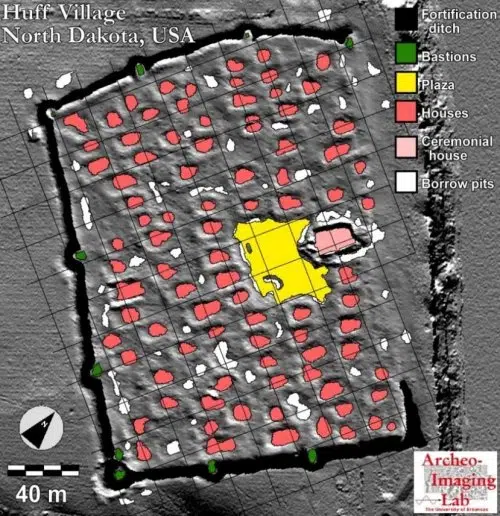 Huff Village
North Dakota, USA
Fortification
ditch
Bastions
Plaza
Houses
Ceremonial
house
Borrow pits
N
40 m
Archeo-
Imaging
Lab
The University of Arkansas